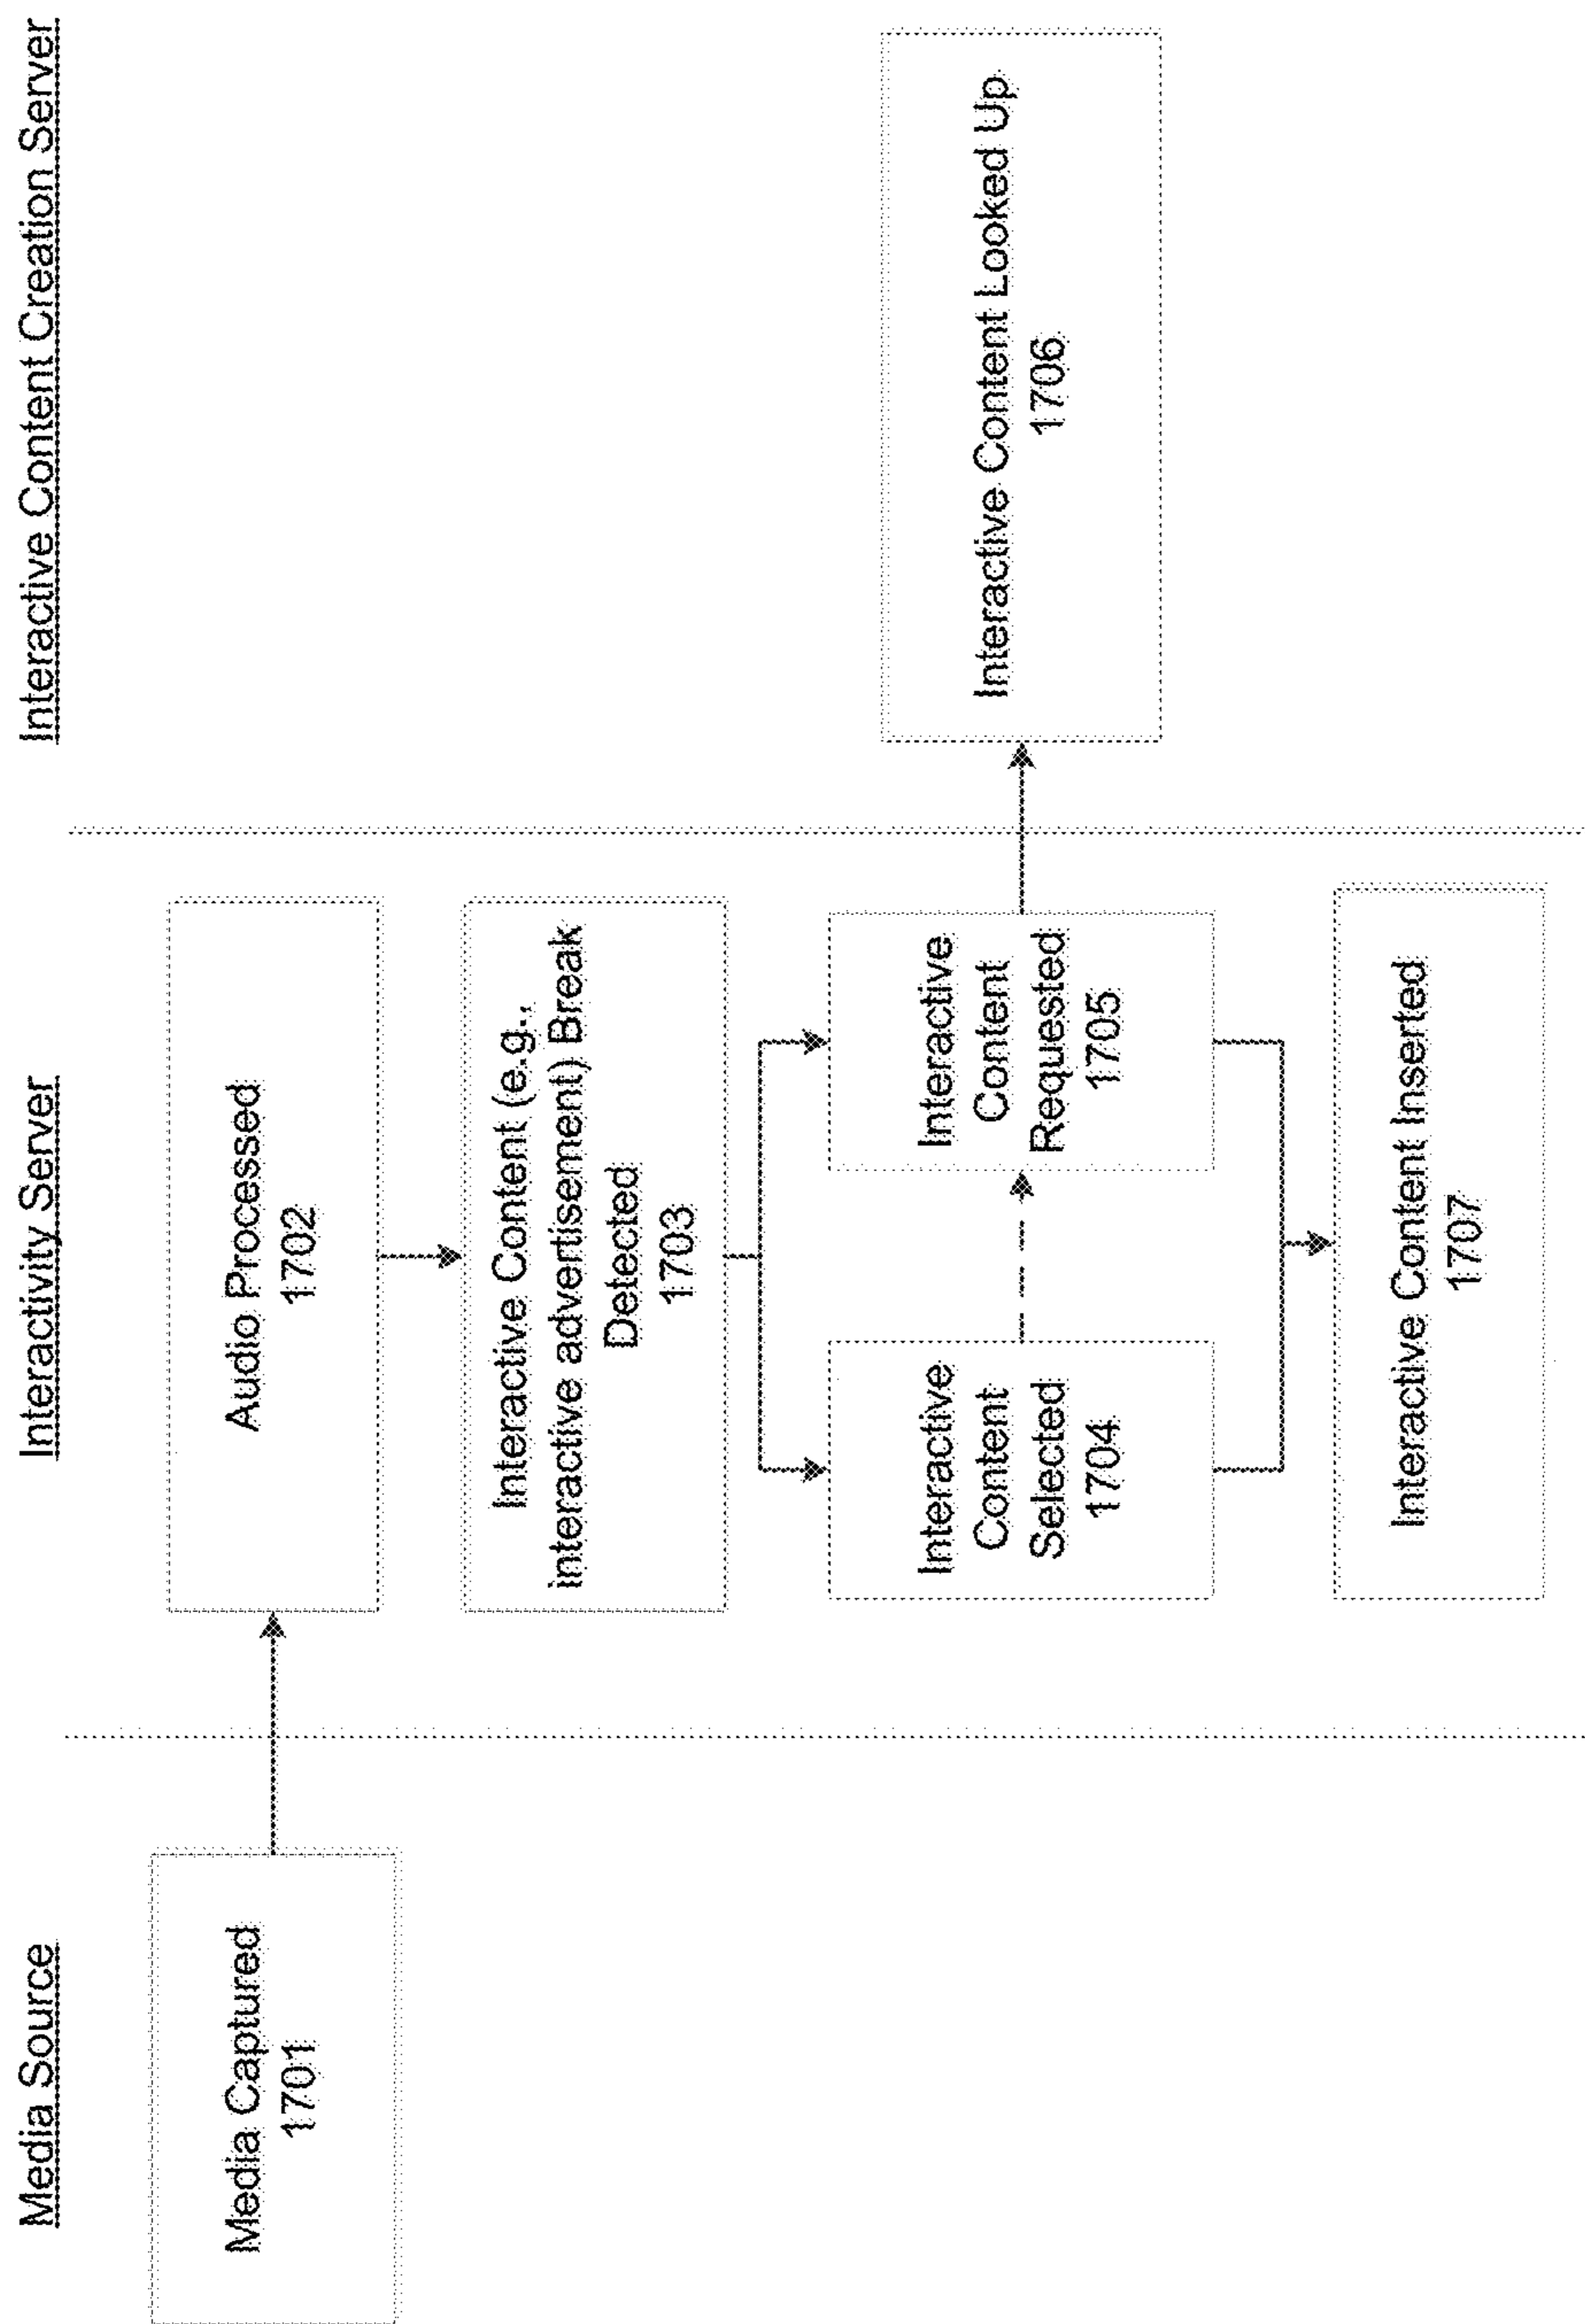 Media Source
Interactivity Server
Interactive Content Creation Server
Media Captured
1701
Audio Processed
1702
Interactive Content (e.g.,
interactive advertisement) Break
Detected
1703
Interactive
Content
Selected
1704
Interactive
Content
Requested
1705
Interactive Content Looked Up
1706
Interactive Content Inserted
1707